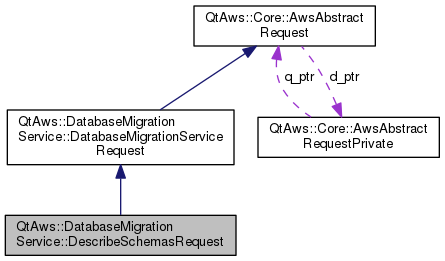 QtAws::Core::AwsAbstract
Request
q_ptr
d_ptr
QtAws::DatabaseMigration
Service::DatabaseMigrationService
Request
QtAws::Core::AwsAbstract
RequestPrivate
QtAws::DatabaseMigration
Service::DescribeSchemasRequest